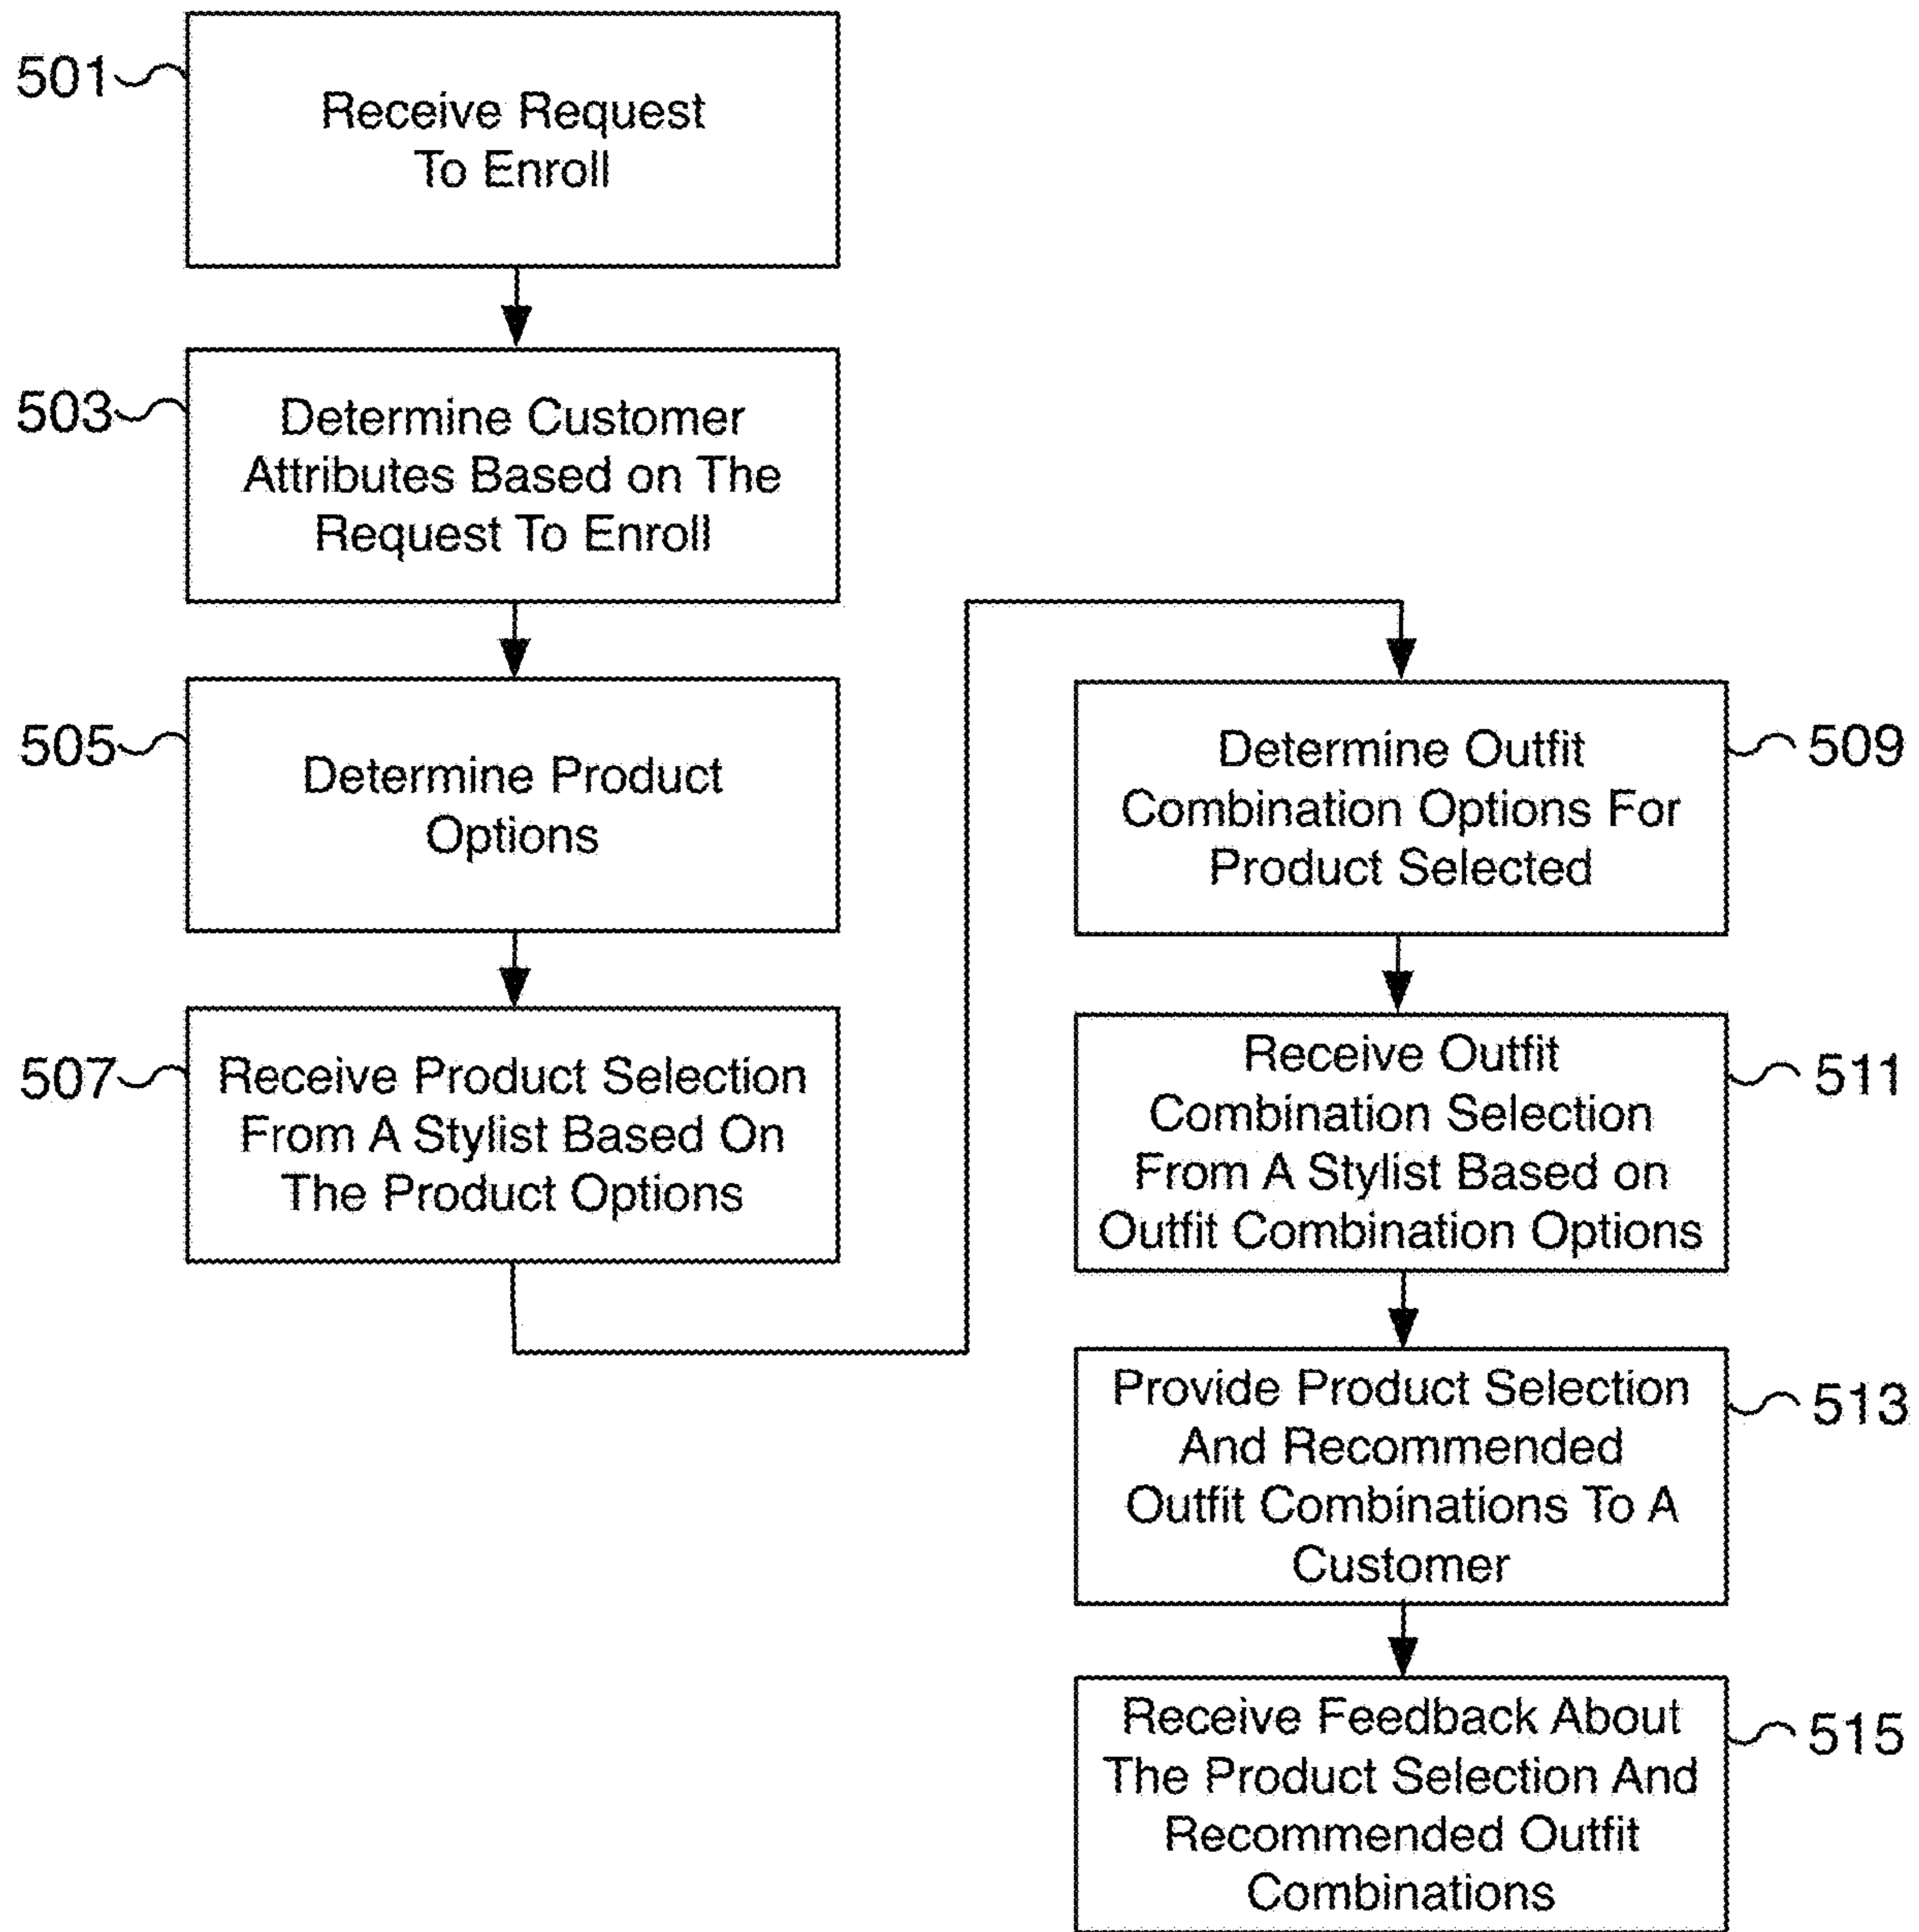 501
Receive Request
To Enroll
503
Determine Customer
Attributes Based on The
Request To Enroll
505
Determine Product
Options
507
Receive Product Selection
From A Stylist Based On
The Product Options
509
Determine Outfit
Combination Options For
Product Selected
511
Receive Outfit
Combination Selection
From A Stylist Based on
Outfit Combination Options
513
Provide Product Selection
And Recommended
Outfit Combinations To A
Customer
515
Receive Feedback About
The Product Selection And
Recommended Outfit
Combinations